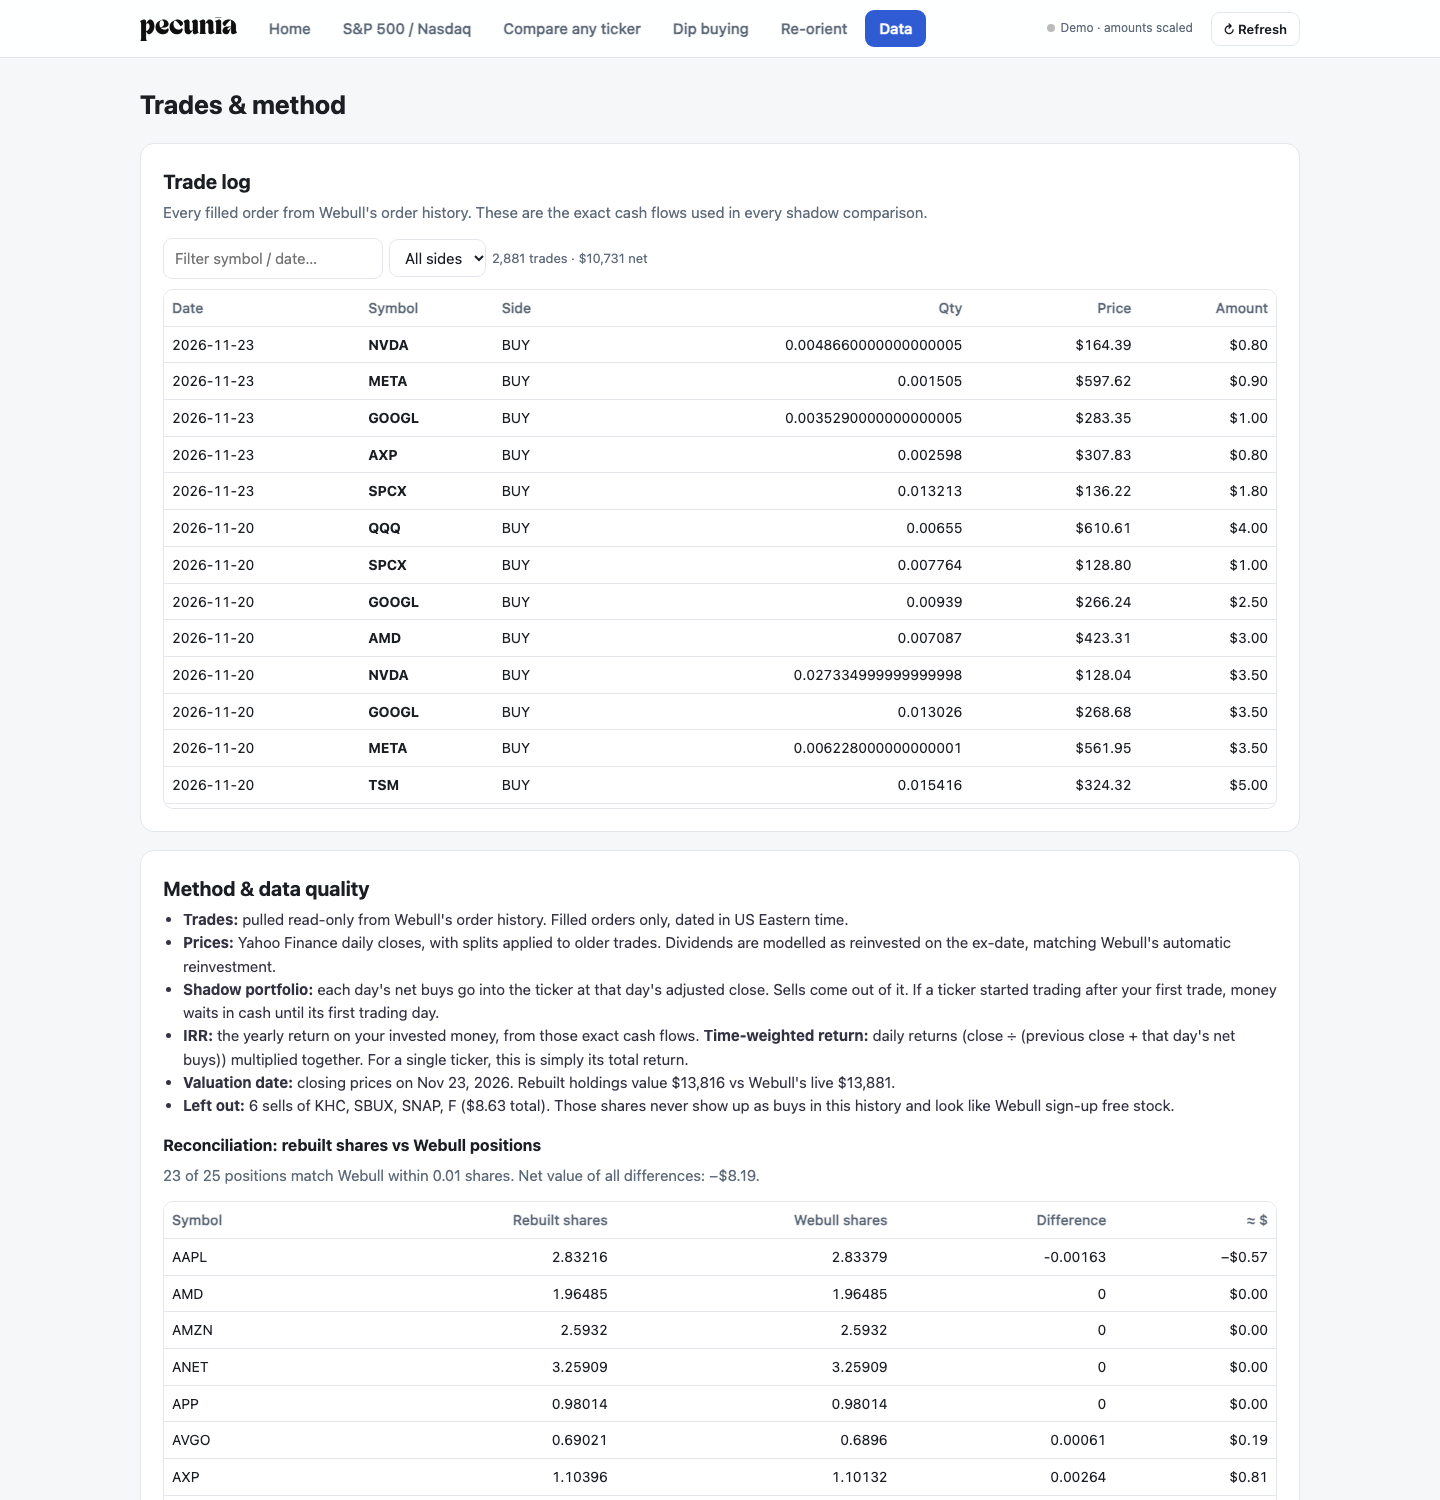 pecunia
Home
S&P 500 / Nasdaq
Compare any ticker
Dip buying
Re-orient
Data
Demo · amounts scaled
↻ Refresh
Trades & method
Trade log
Every filled order from Webull's order history. These are the exact cash flows used in every shadow comparison.
Filter symbol / date...
All sides
2,881 trades · $10,731 net
Date Symbol Side Qty Price Amount
2026-11-23 NVDA BUY 0.0048660000000000005 $164.39 $0.80
2026-11-23 META BUY 0.001505 $597.62 $0.90
2026-11-23 GOOGL BUY 0.0035290000000000005 $283.35 $1.00
2026-11-23 AXP BUY 0.002598 $307.83 $0.80
2026-11-23 SPCX BUY 0.013213 $136.22 $1.80
2026-11-20 QQQ BUY 0.00655 $610.61 $4.00
2026-11-20 SPCX BUY 0.007764 $128.80 $1.00
2026-11-20 GOOGL BUY 0.00939 $266.24 $2.50
2026-11-20 AMD BUY 0.007087 $423.31 $3.00
2026-11-20 NVDA BUY 0.027334999999999998 $128.04 $3.50
2026-11-20 GOOGL BUY 0.013026 $268.68 $3.50
2026-11-20 META BUY 0.006228000000000001 $561.95 $3.50
2026-11-20 TSM BUY 0.015416 $324.32 $5.00
Method & data quality
• Trades: pulled read-only from Webull's order history. Filled orders only, dated in US Eastern time.
• Prices: Yahoo Finance daily closes, with splits applied to older trades. Dividends are modelled as reinvested on the ex-date, matching Webull's automatic
reinvestment.
• Shadow portfolio: each day's net buys go into the ticker at that day's adjusted close. Sells come out of it. If a ticker started trading after your first trade, money
waits in cash until its first trading day.
• IRR: the yearly return on your invested money, from those exact cash flows. Time-weighted return: daily returns (close ÷ (previous close + that day's net
buys)) multiplied together. For a single ticker, this is simply its total return.
• Valuation date: closing prices on Nov 23, 2026. Rebuilt holdings value $13,816 vs Webull's live $13,881.
• Left out: 6 sells of KHC, SBUX, SNAP, F ($8.63 total). Those shares never show up as buys in this history and look like Webull sign-up free stock.
Reconciliation: rebuilt shares vs Webull positions
23 of 25 positions match Webull within 0.01 shares. Net value of all differences: −$8.19.
Symbol Rebuilt shares Webull shares Difference ≈ $
AAPL 2.83216 2.83379 -0.00163 −$0.57
AMD 1.96485 1.96485 0 $0.00
AMZN 2.5932 2.5932 0 $0.00
ANET 3.25909 3.25909 0 $0.00
APP 0.98014 0.98014 0 $0.00
AVGO 0.69021 0.6896 0.00061 $0.19
AXP 1.10396 1.10132 0.00264 $0.81